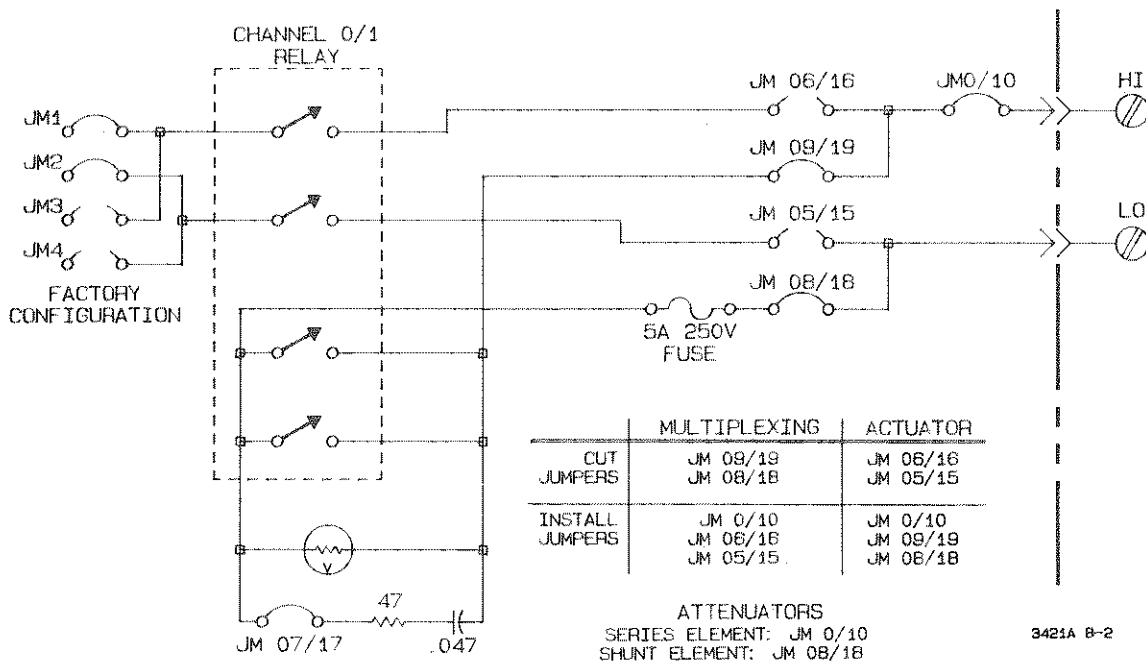 CHANNEL 0/1
RELAY
JM1
JM2
JM3
JM4
FACTORY
CONFIGURATION
JM 06/16
JM0/10
HI
JM 09/19
JM 05/15
LO
JM 08/18
5A 250V
FUSE
MULTIPLEXING ACTUATOR
CUT JM 09/19 JM 06/16
JUMPERS JM 08/18 JM 05/15
INSTALL JM 0/10 JM 0/10
JUMPERS JM 06/16 JM 09/19
JM 05/15 JM 08/18
V
47
JM 07/17
.047
ATTENUATORS
SERIES ELEMENT: JM 0/10
SHUNT ELEMENT: JM 08/18
3421A B-2